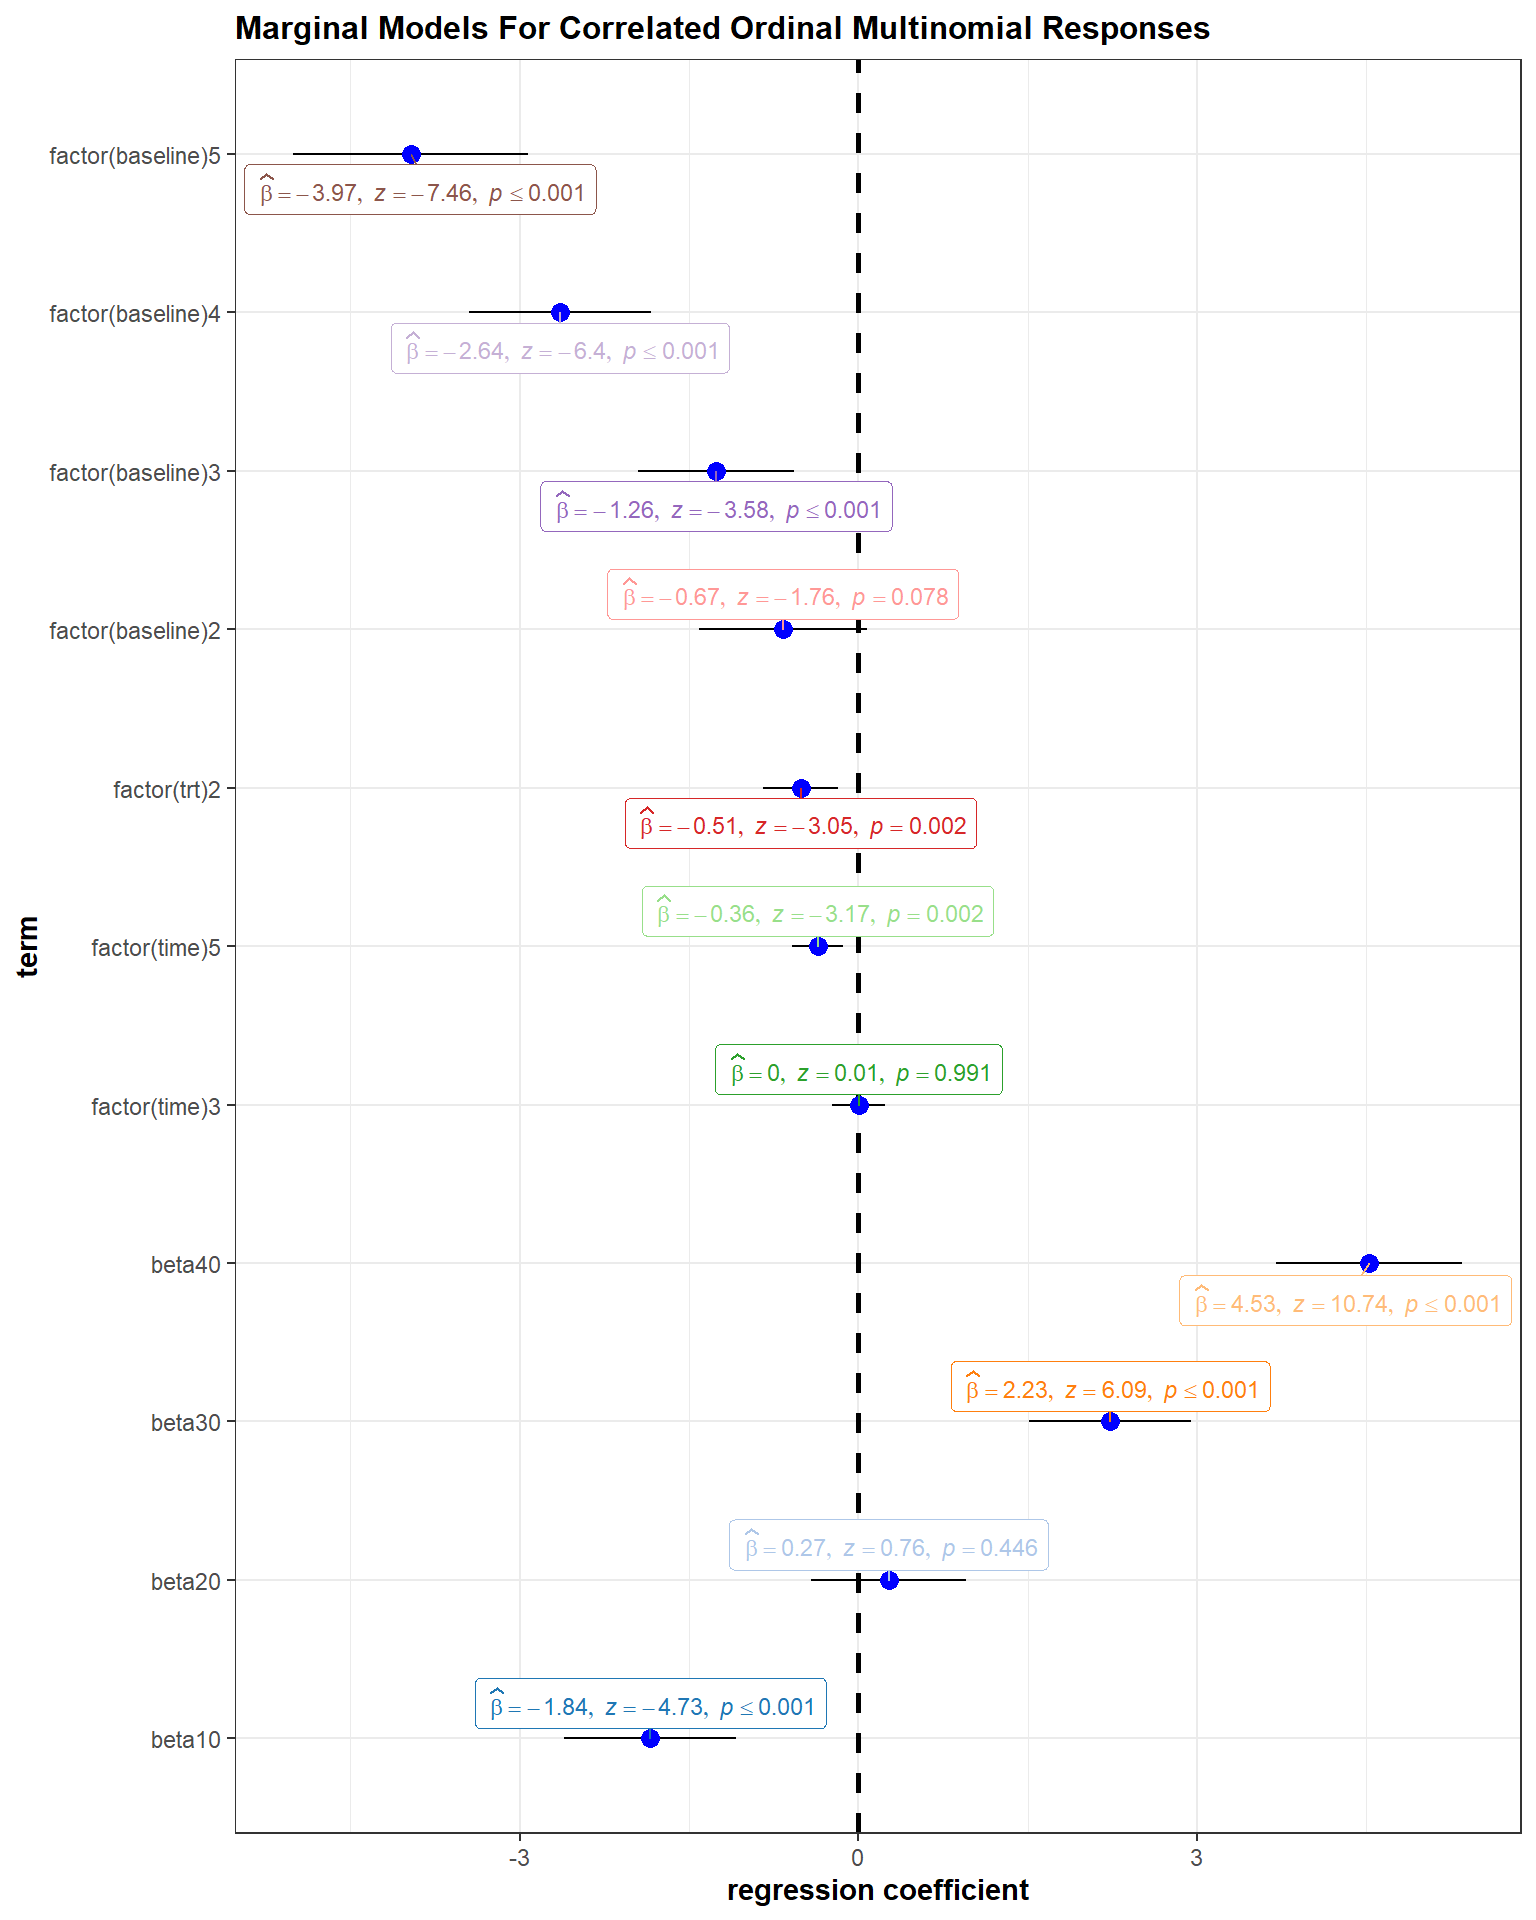 Marginal Models For Correlated Ordinal Multinomial Responses
factor(baseline)5
β̂ = −3.97, z = −7.46, p ≤ 0.001
factor(baseline)4
β̂ = −2.64, z = −6.4, p ≤ 0.001
factor(baseline)3
β̂ = −1.26, z = −3.58, p ≤ 0.001
β̂ = −0.67, z = −1.76, p = 0.078
factor(baseline)2
factor(trt)2
β̂ = −0.51, z = −3.05, p = 0.002
β̂ = −0.36, z = −3.17, p = 0.002
factor(time)5
term
β̂ = 0, z = 0.01, p = 0.991
factor(time)3
beta40
β̂ = 4.53, z = 10.74, p ≤ 0.001
β̂ = 2.23, z = 6.09, p ≤ 0.001
beta30
β̂ = 0.27, z = 0.76, p = 0.446
beta20
β̂ = −1.84, z = −4.73, p ≤ 0.001
beta10
-3 0 3
regression coefficient